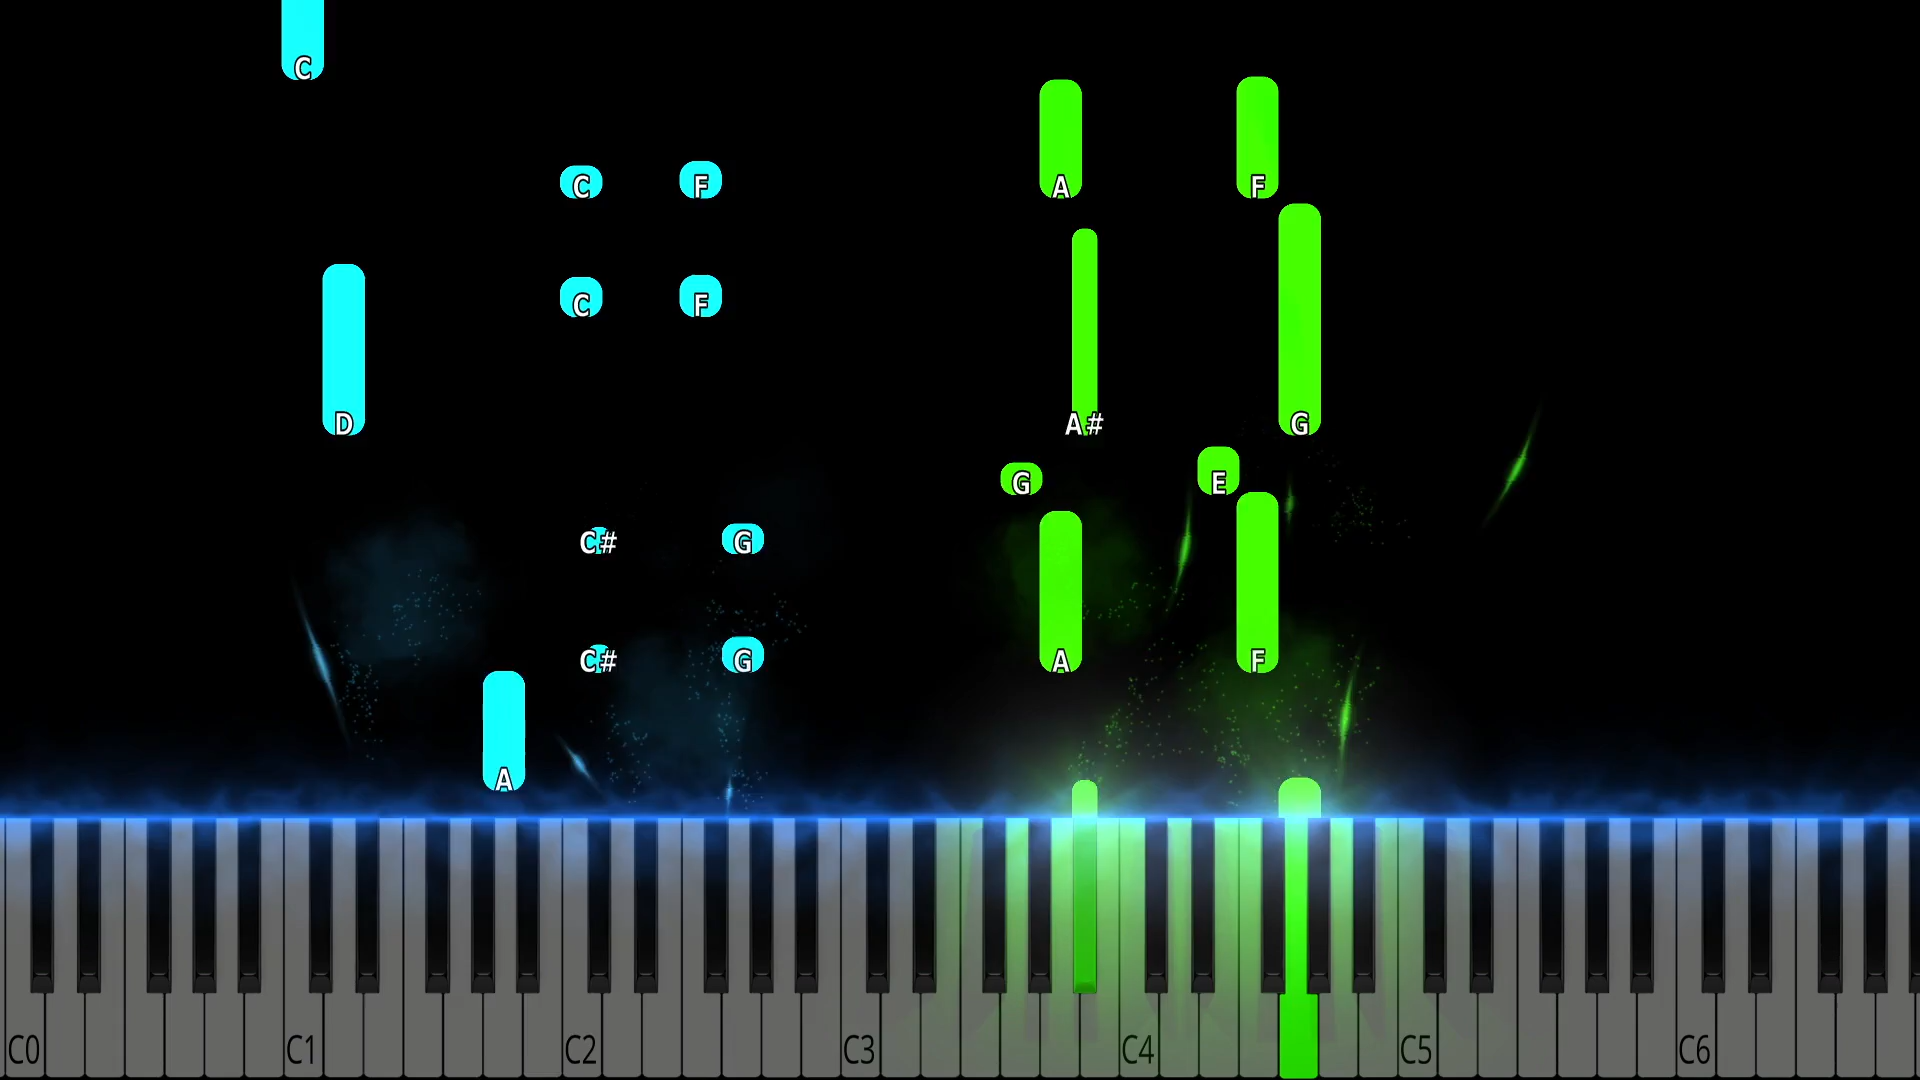 C
C F A F
C F
D A# G
G E
C# G
C# G A F
A
C0 C1 C2 C3 C4 C5 C6